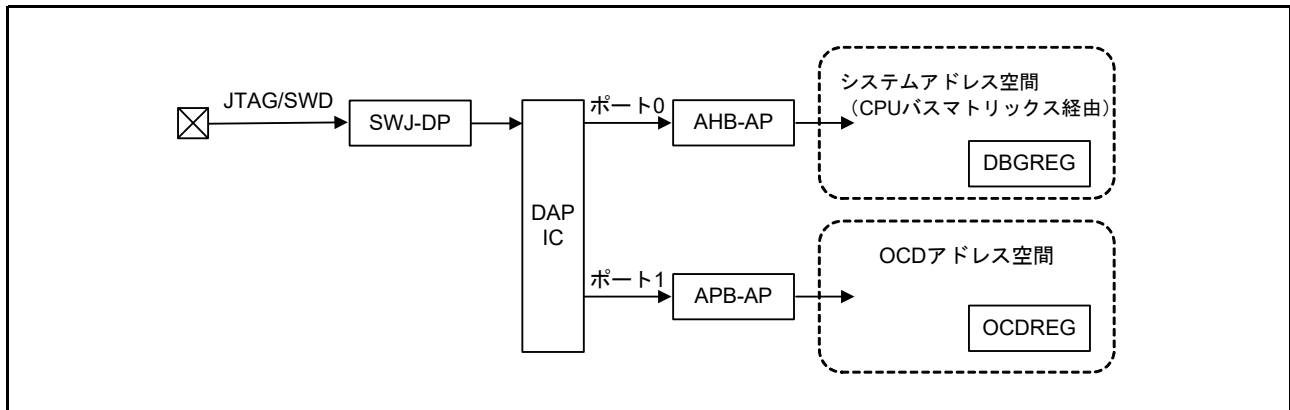 JTAG/SWD
SWJ-DP
DAP
IC
ポート0
AHB-AP
システムアドレス空間
（CPUバスマトリックス経由）
DBGREG
ポート1
APB-AP
OCDアドレス空間
OCDREG